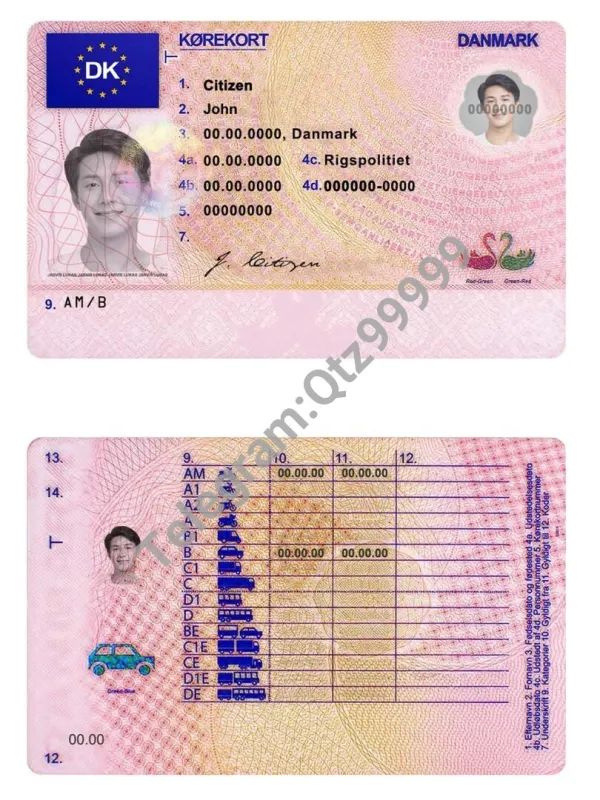 KØREKORT
DANMARK
DK
1. Citizen
2. John
3. 00.00.0000, Danmark
00000000
4a. 00.00.0000 4c. Rigspolitiet
4b. 00.00.0000 4d. 000000-0000
5. 00000000
7.
J. Citizen
Red-Green Green-Red
9. AM/B
Telegram:Qtz99999
13.
9. 10. 11. 12.
AM 00.00.00 00.00.00
14.
A1
A2
A
B1
B 00.00.00 00.00.00
C1
C
D1
D
BE
C1E
CE
D1E
DE
Green-Blue
00.00
12.
1. Efternavn 2. Fornavn 3. Fødselsdato og fødested 4a. Udstedelsesdato
4b. Udløbsdato 4c. Udstedt af 4d. Personnummer 5. Kørekortnummer
7. Underskrift 9. Kategorier 10. Gyldigt fra 11. Gyldigt til 12. Koder